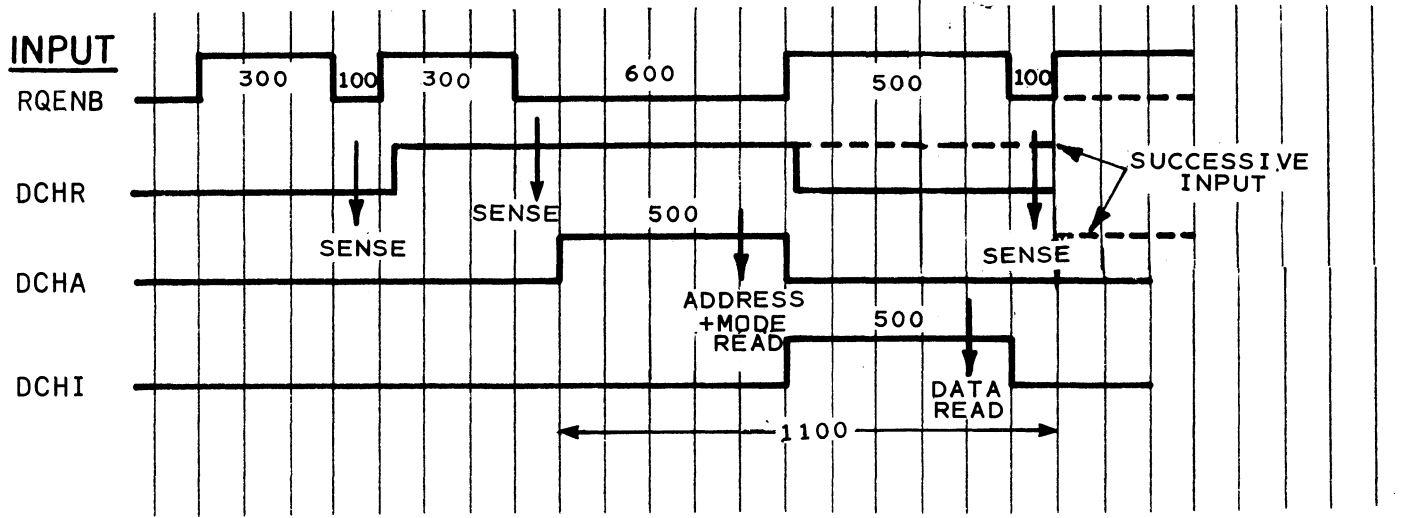 INPUT
300 100 300 600 500 100
RQENB
DCHR
SUCCESSIVE
INPUT
SENSE
SENSE
500
SENSE
DCHA
ADDRESS
+MODE
READ
500
DCHI
DATA
READ
1100